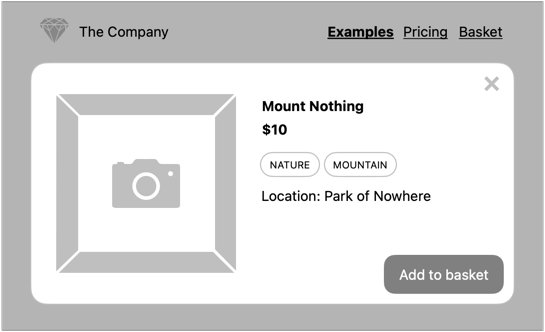 The Company
Examples Pricing Basket
Mount Nothing
$10
NATURE MOUNTAIN
Location: Park of Nowhere
Add to basket